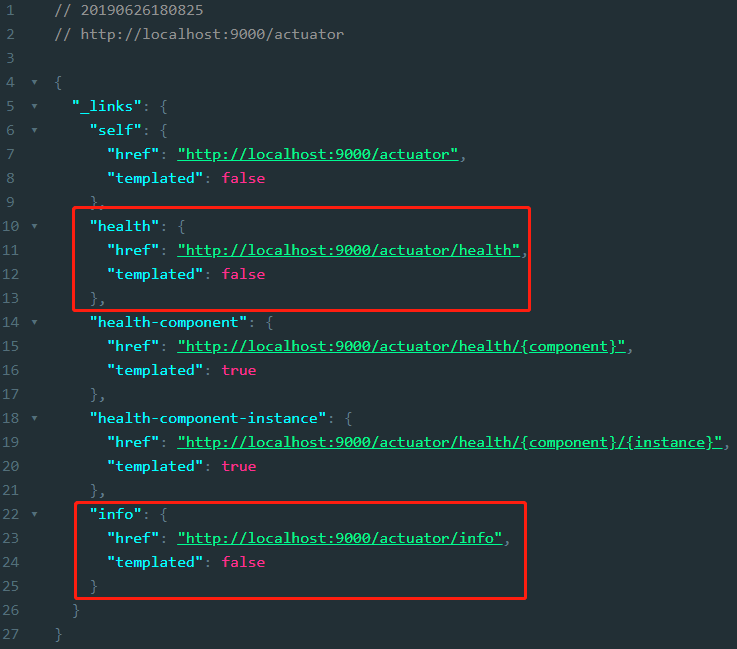 1 // 20190626180825
2 // http://localhost:9000/actuator
3
4 {
5 "_links": {
6 "self": {
7 "href": "http://localhost:9000/actuator",
8 "templated": false
9 },
10 "health": {
11 "href": "http://localhost:9000/actuator/health",
12 "templated": false
13 },
14 "health-component": {
15 "href": "http://localhost:9000/actuator/health/{component}",
16 "templated": true
17 },
18 "health-component-instance": {
19 "href": "http://localhost:9000/actuator/health/{component}/{instance}",
20 "templated": true
21 },
22 "info": {
23 "href": "http://localhost:9000/actuator/info",
24 "templated": false
25 }
26 }
27 }